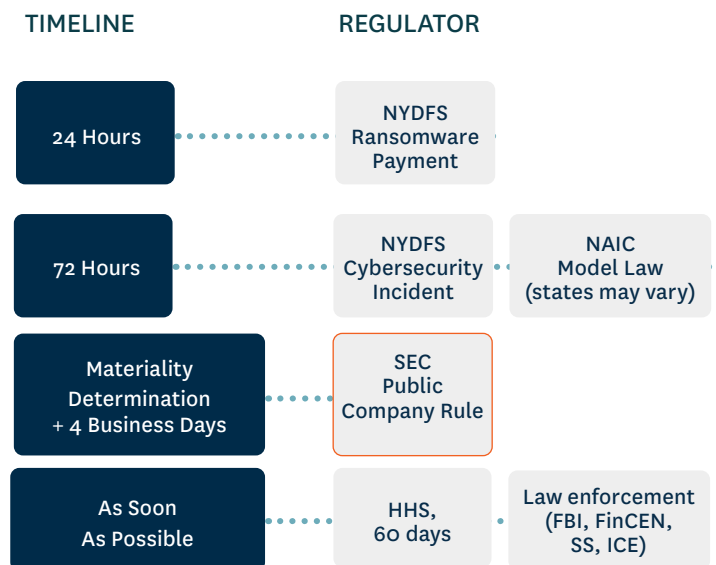 TIMELINE
REGULATOR
24 Hours
NYDFS
Ransomware
Payment
72 Hours
NYDFS
Cybersecurity
Incident
NAIC
Model Law
(states may vary)
Materiality
Determination
+ 4 Business Days
SEC
Public
Company Rule
As Soon
As Possible
HHS,
60 days
Law enforcement
(FBI, FinCEN,
SS, ICE)